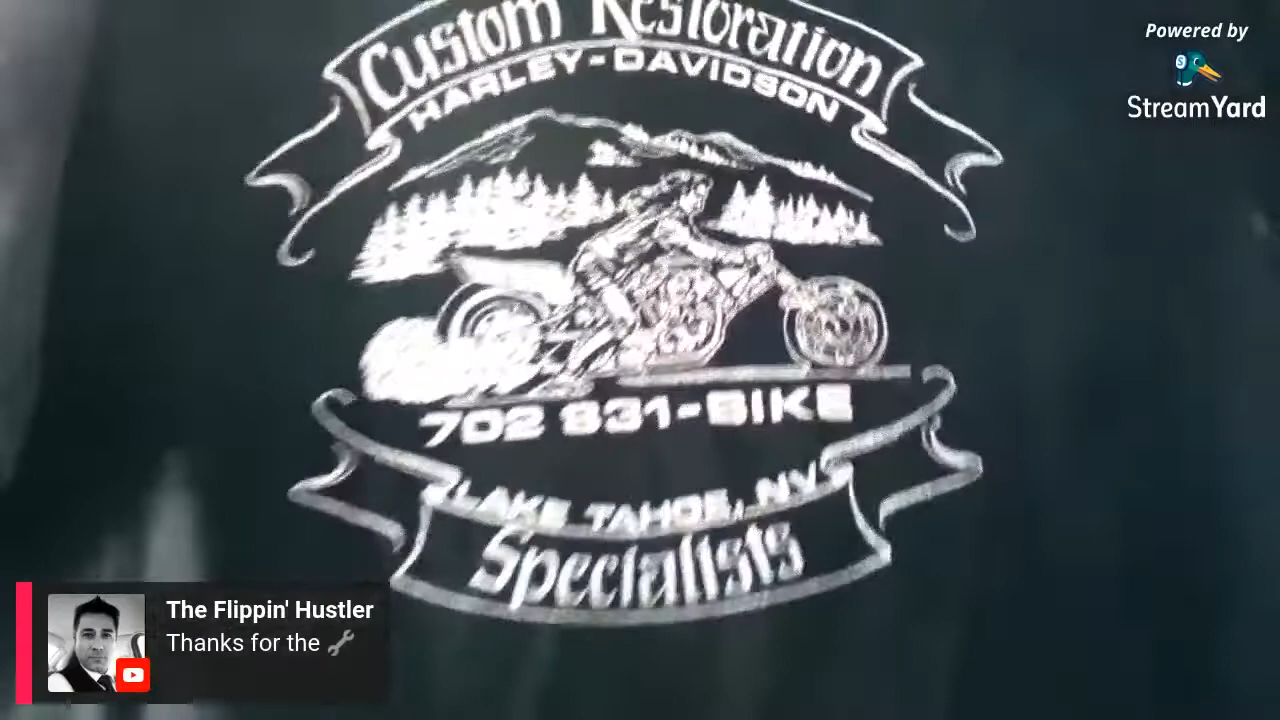 Powered by
StreamYard
Custom Restoration
HARLEY-DAVIDSON
702 831-BIKE
LAKE TAHOE, NV
Specialists
The Flippin' Hustler
Thanks for the